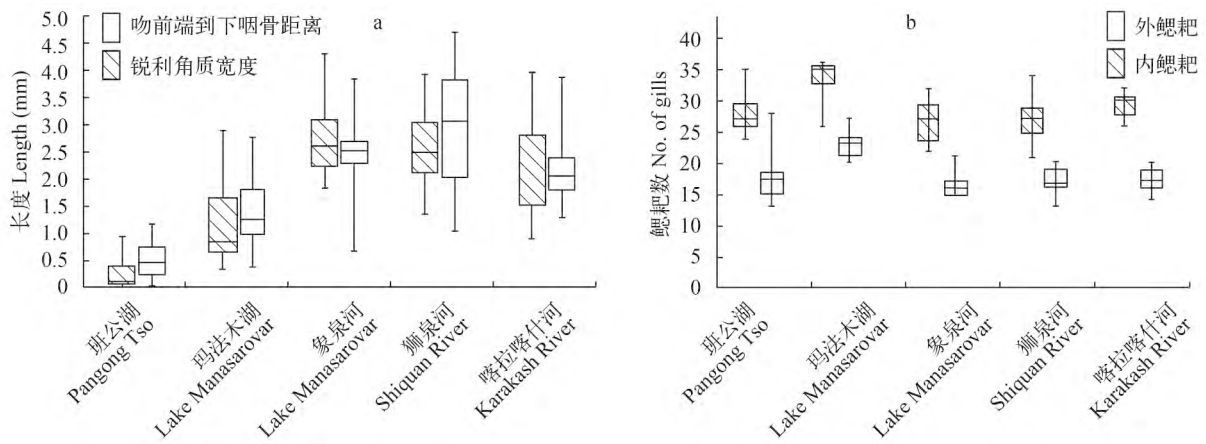 长度 Length (mm)
5.0
4.5
4.0
3.5
3.0
2.5
2.0
1.5
1.0
0.5
0
a
吻前端到下咽骨距离
锐利角质宽度
班公湖
Pangong Tso
玛法木湖
Lake Manasarovar
象泉河
Lake Manasarovar
狮泉河
Shiquan River
喀拉喀什河
Karakash River
鳃耙数 No. of gills
40
35
30
25
20
15
10
5
0
b
外鳃耙
内鳃耙
班公湖
Pangong Tso
玛法木湖
Lake Manasarovar
象泉河
Lake Manasarovar
狮泉河
Shiquan River
喀拉喀什河
Karakash River